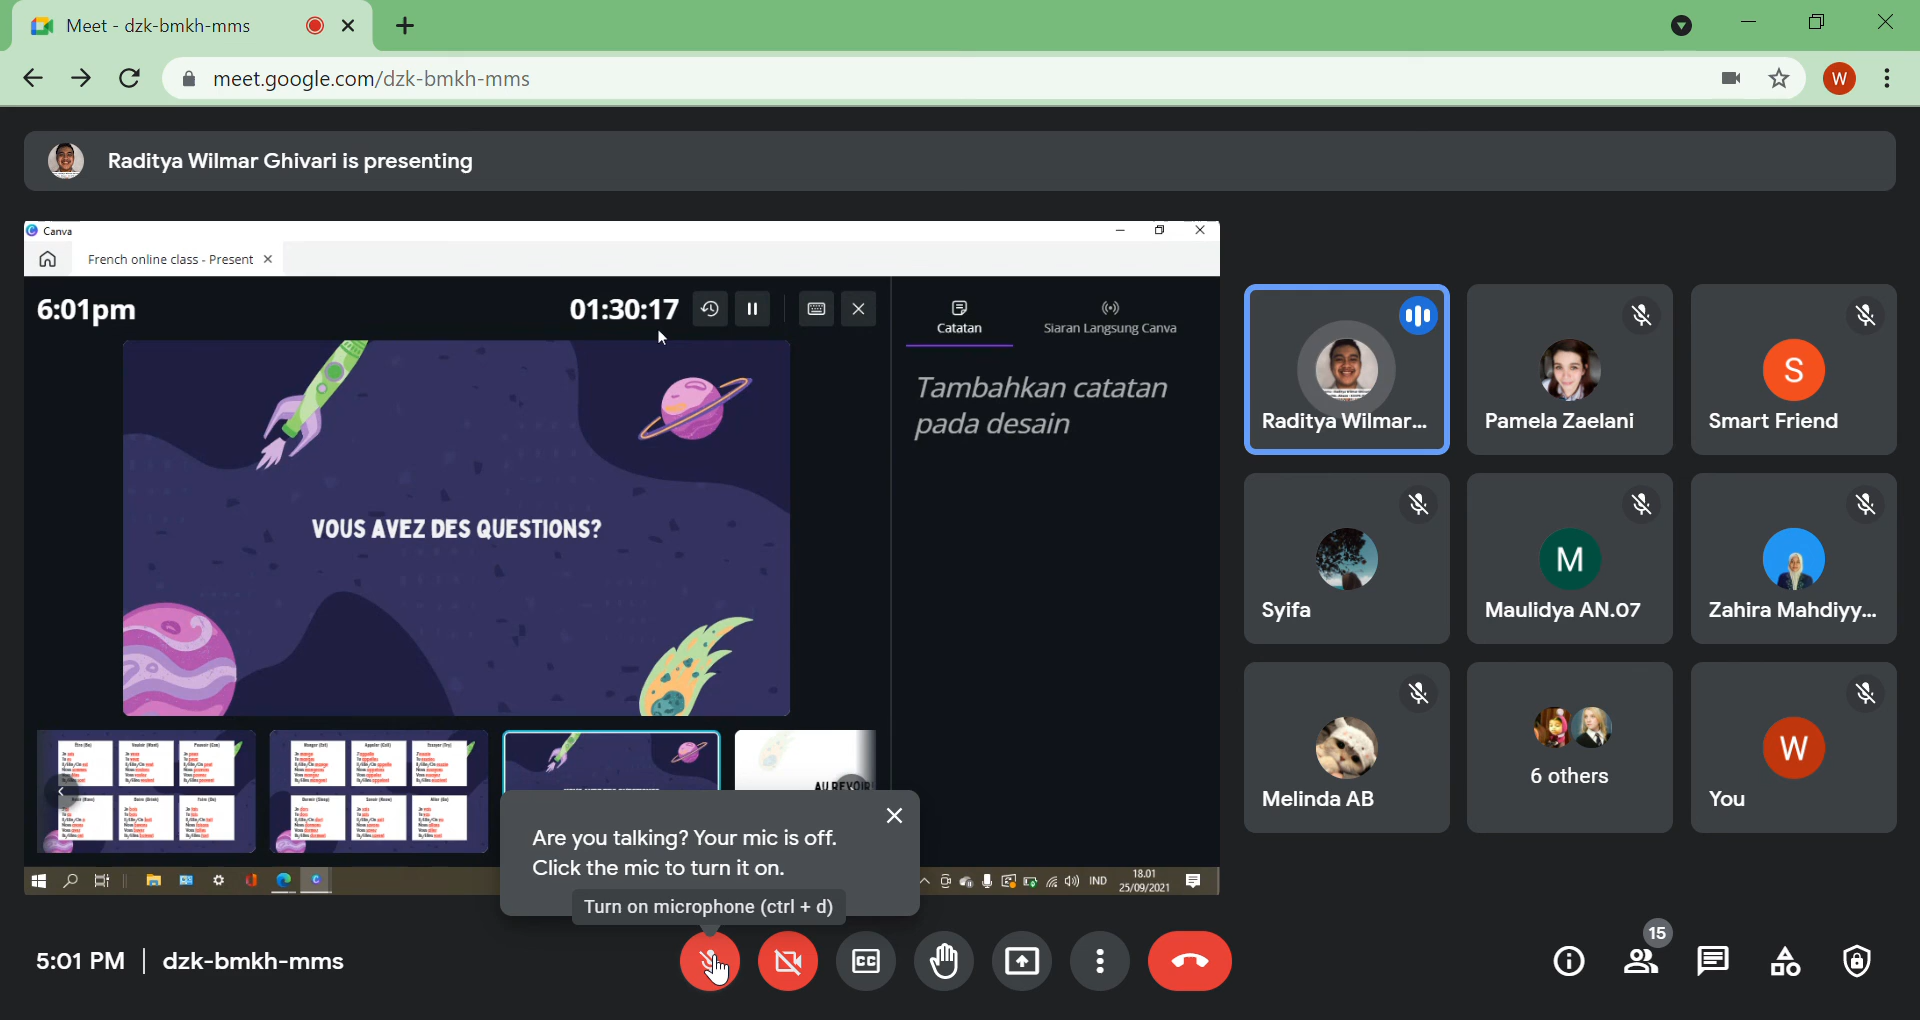 Meet - dzk-bmkh-mms
meet.google.com/dzk-bmkh-mms
W
Raditya Wilmar Ghivari is presenting
Canva
French online class - Present
6:01pm
01:30:17
Catatan
Siaran Langsung Canva
Tambahkan catatan
pada desain
VOUS AVEZ DES QUESTIONS?
AU REVOIR!
Raditya Wilmar...
Pamela Zaelani
S
Smart Friend
Syifa
M
Maulidya AN.07
Zahira Mahdiyy...
Melinda AB
6 others
W
You
Are you talking? Your mic is off.
Click the mic to turn it on.
Turn on microphone (ctrl + d)
IND
18.01
25/09/2021
5:01 PM
dzk-bmkh-mms
CC
15